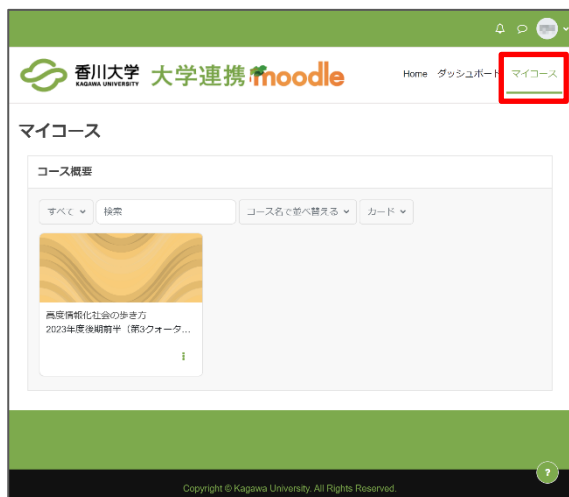 香川大学
KAGAWA UNIVERSITY
大学連携 moodle
Home ダッシュボード マイコース
マイコース
コース概要
すべて 検索 コース名で並べ替える カード
高度情報化社会の歩き方
2023年度後期前半（第3クォータ...
?
Copyright © Kagawa University. All Rights Reserved.